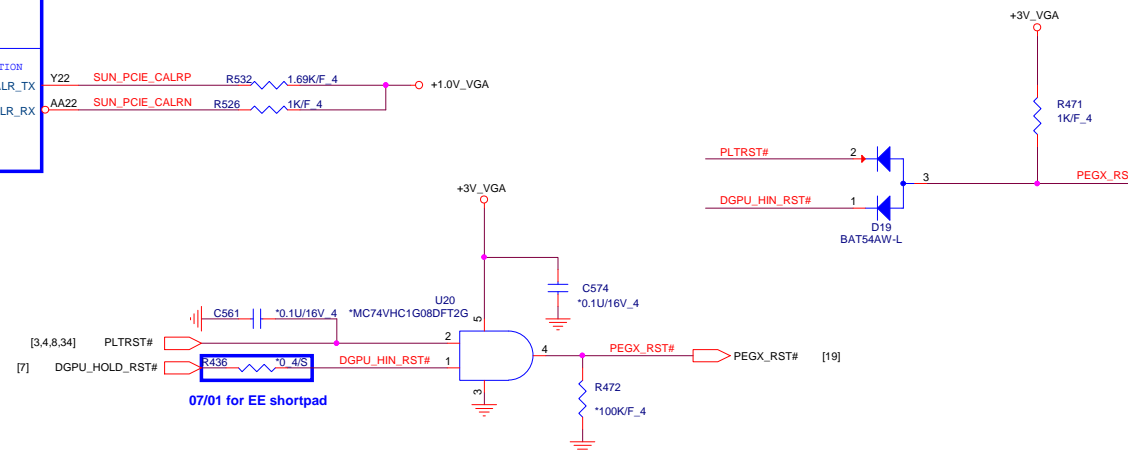 +3V_VGA
TION
LR_TX Y22 SUN_PCIE_CALRP R532 1.69K/F_4 +1.0V_VGA
LR_RX AA22 SUN_PCIE_CALRN R526 1K/F_4
R471
1K/F_4
PLTRST# 2
3 PEGX_RS
DGPU_HIN_RST# 1
D19
BAT54AW-L
+3V_VGA
C574
*0.1U/16V_4
U20
C561 *0.1U/16V_4 *MC74VHC1G08DFT2G
5
[3,4,8,34] PLTRST# 2
4 PEGX_RST# PEGX_RST# [19]
[7] DGPU_HOLD_RST# R436 *0_4/S DGPU_HIN_RST# 1
3
R472
*100K/F_4
07/01 for EE shortpad